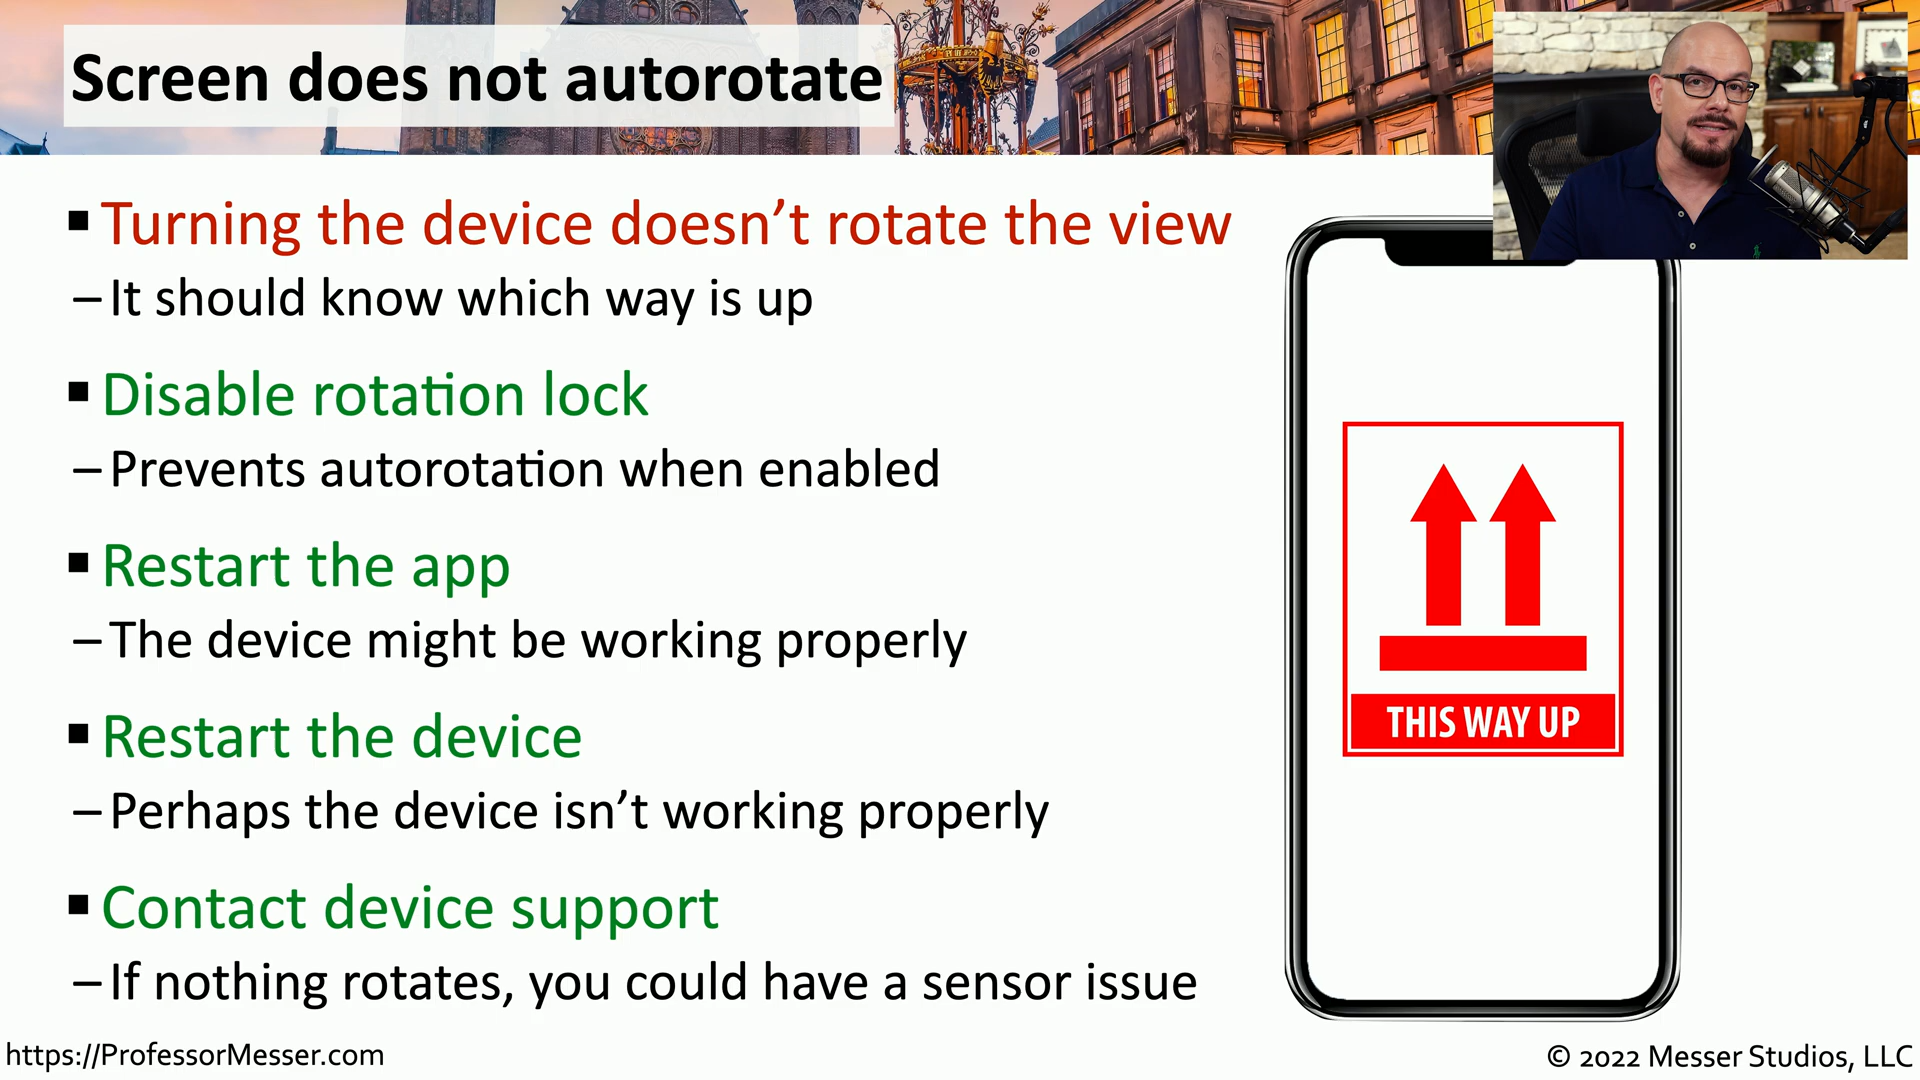 Screen does not autorotate
▪ Turning the device doesn’t rotate the view
– It should know which way is up
▪ Disable rotation lock
– Prevents autorotation when enabled
▪ Restart the app
– The device might be working properly
▪ Restart the device
– Perhaps the device isn’t working properly
▪ Contact device support
– If nothing rotates, you could have a sensor issue
THIS WAY UP
https://ProfessorMesser.com
© 2022 Messer Studios, LLC